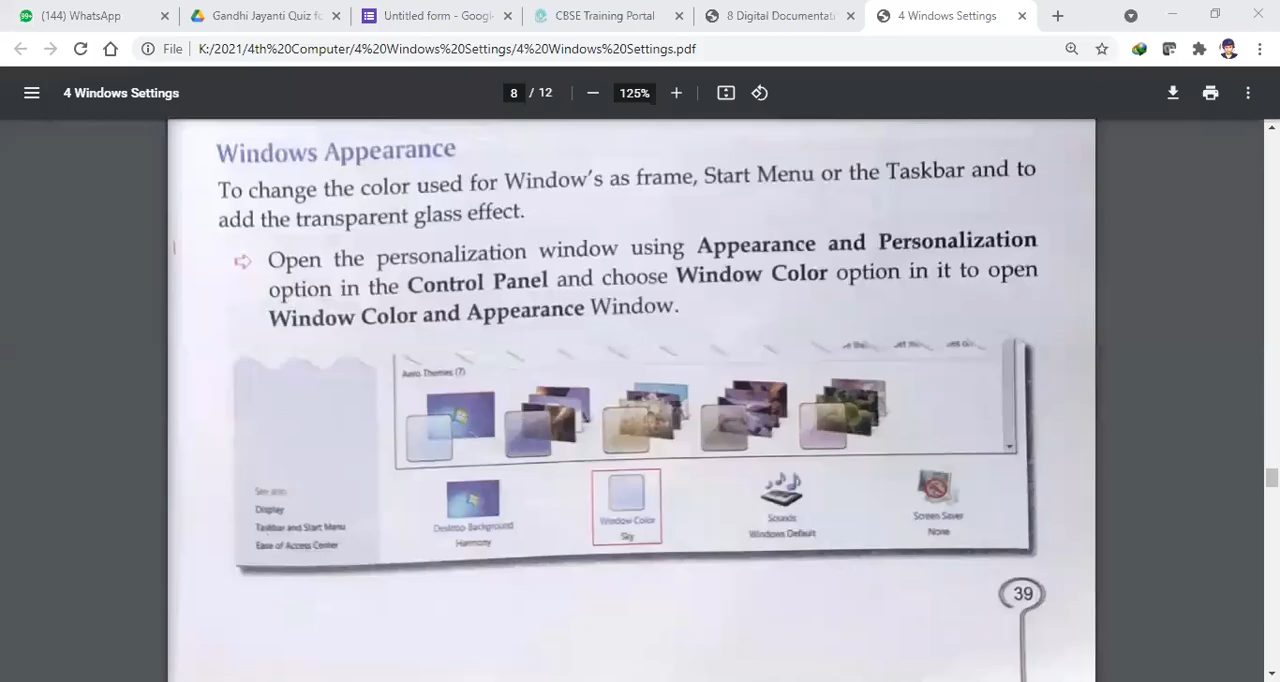 (144) WhatsApp
Gandhi Jayanti Quiz fo
Untitled form - Googl
CBSE Training Portal
8 Digital Documentati
4 Windows Settings
File
K:/2021/4th%20Computer/4%20Windows%20Settings/4%20Windows%20Settings.pdf
4 Windows Settings
8 / 12
125%
Windows Appearance
To change the color used for Window's as frame, Start Menu or the Taskbar and to
add the transparent glass effect.
Open the personalization window using Appearance and Personalization
option in the Control Panel and choose Window Color option in it to open
Window Color and Appearance Window.
Aero Themes (7)
See also
Display
Taskbar and Start Menu
Ease of Access Center
Desktop Background
Harmony
Window Color
Sky
Sounds
Windows Default
Screen Saver
None
39